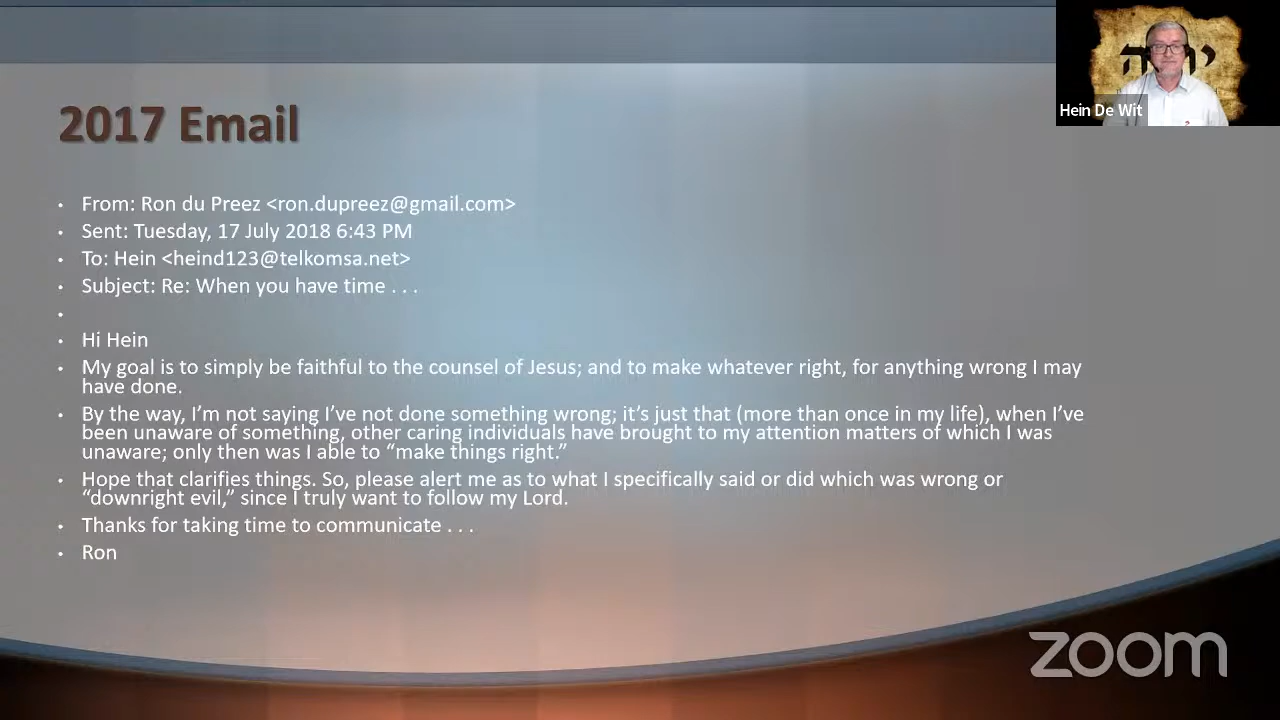 2017 Email
Hein De Wit
• From: Ron du Preez <ron.dupreez@gmail.com>
• Sent: Tuesday, 17 July 2018 6:43 PM
• To: Hein <heind123@telkomsa.net>
• Subject: Re: When you have time . . .
•
• Hi Hein
• My goal is to simply be faithful to the counsel of Jesus; and to make whatever right, for anything wrong I may
have done.
• By the way, I’m not saying I’ve not done something wrong; it’s just that (more than once in my life), when I’ve
been unaware of something, other caring individuals have brought to my attention matters of which I was
unaware; only then was I able to “make things right.”
• Hope that clarifies things. So, please alert me as to what I specifically said or did which was wrong or
“downright evil,” since I truly want to follow my Lord.
• Thanks for taking time to communicate . . .
• Ron
zoom